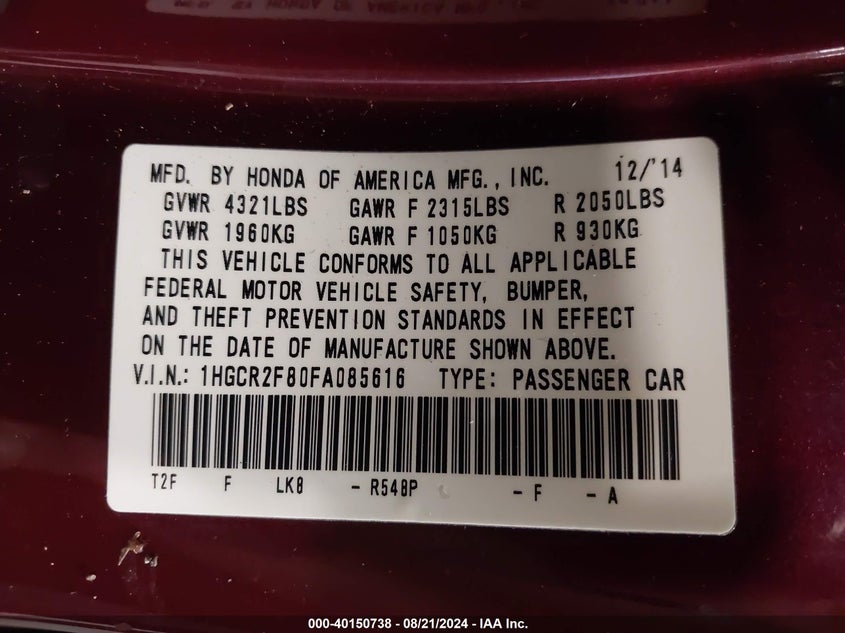 MFD. BY HONDA OF AMERICA MFG., INC. 12/'14
GVWR 4321LBS GAWR F 2315LBS R 2050LBS
GVWR 1960KG GAWR F 1050KG R 930KG
THIS VEHICLE CONFORMS TO ALL APPLICABLE
FEDERAL MOTOR VEHICLE SAFETY, BUMPER,
AND THEFT PREVENTION STANDARDS IN EFFECT
ON THE DATE OF MANUFACTURE SHOWN ABOVE.
V.I.N.: 1HGCR2F80FA085616 TYPE: PASSENGER CAR
T2F F LK8 - R548P - F - A
000-40150738 - 08/21/2024 - IAA Inc.